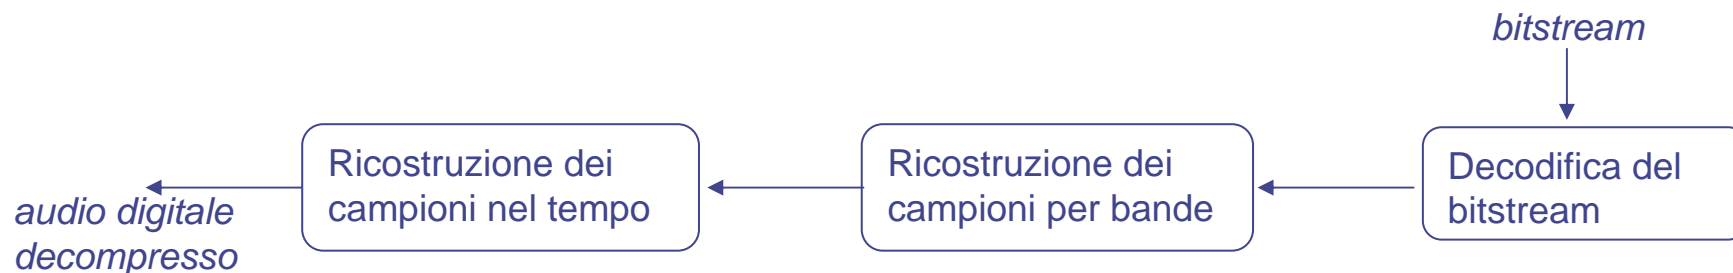 bitstream
Ricostruzione dei
campioni nel tempo
Ricostruzione dei
campioni per bande
Decodifica del
bitstream
audio digitale
decompresso